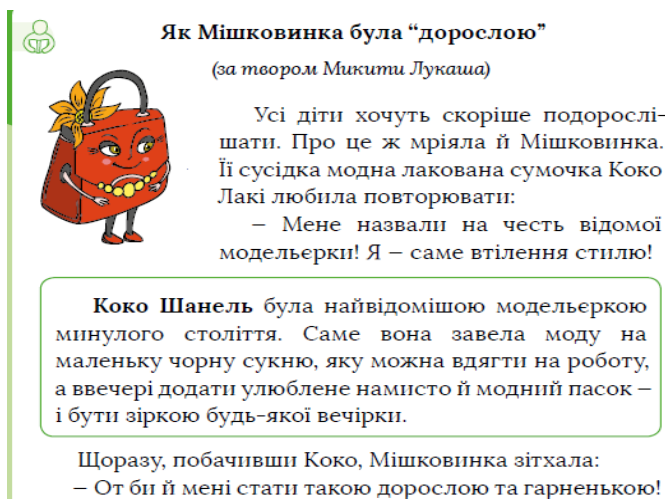 Як Мішковинка була “дорослою”
(за твором Микити Лукаша)
Усі діти хочуть скоріше подорослі-
шати. Про це ж мріяла й Мішковинка.
Її сусідка модна лакована сумочка Коко
Лакі любила повторювати:
– Мене назвали на честь відомої
модельєрки! Я – саме втілення стилю!
Коко Шанель була найвідомішою модельєркою
минулого століття. Саме вона завела моду на
маленьку чорну сукню, яку можна вдягти на роботу,
а ввечері додати улюблене намисто й модний пасок –
і бути зіркою будь-якої вечірки.
Щоразу, побачивши Коко, Мішковинка зітхала:
– От би й мені стати такою дорослою та гарненькою!